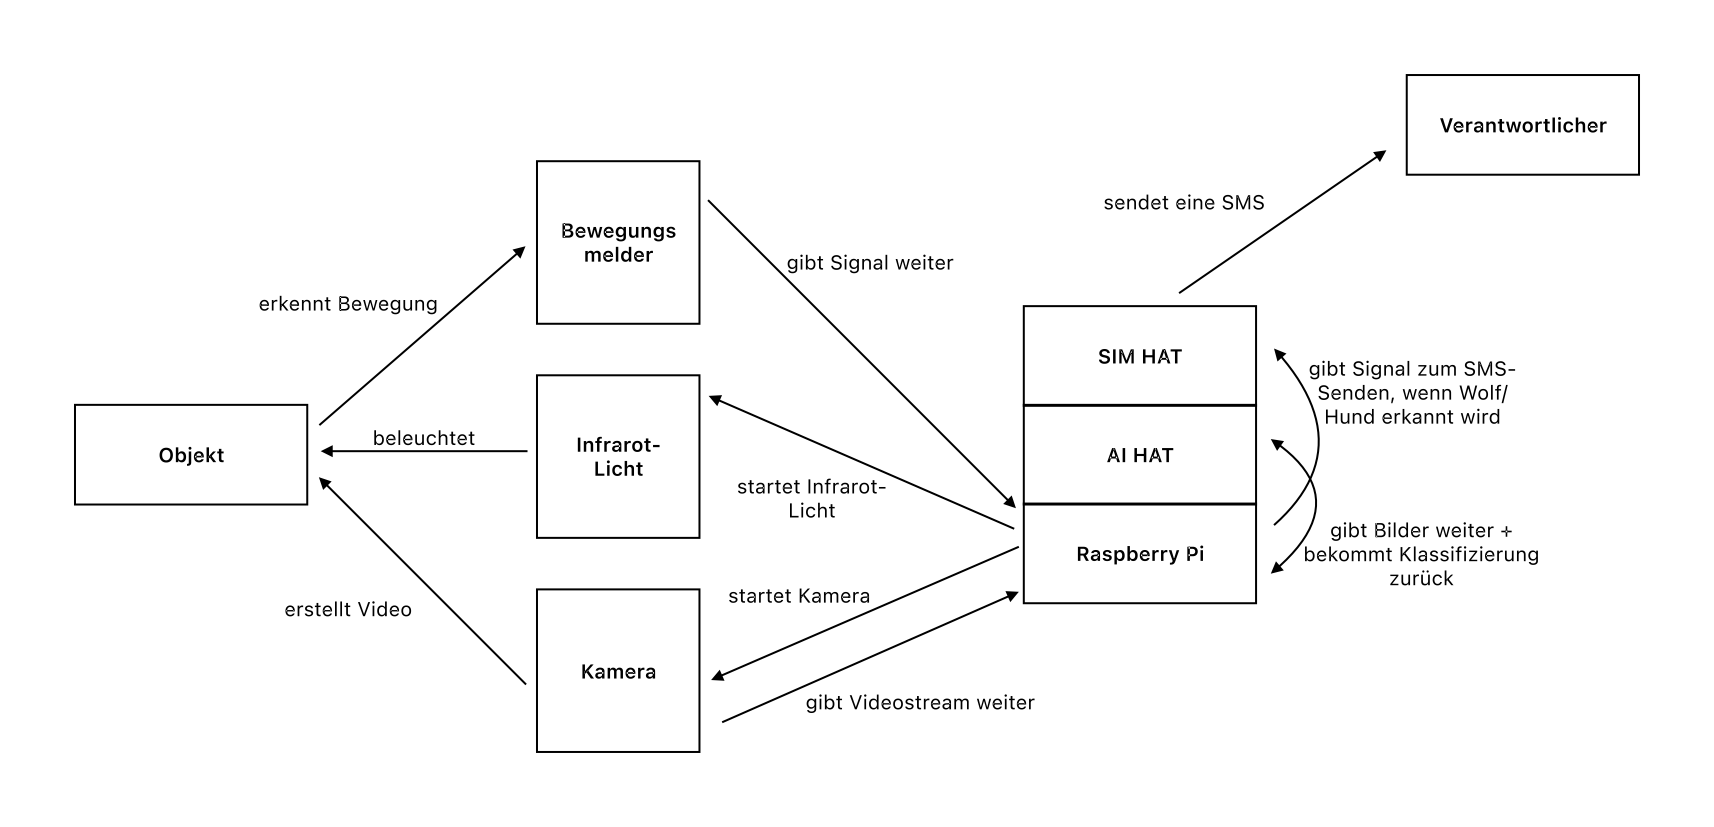 Verantwortlicher
sendet eine SMS
Bewegungs
melder
gibt Signal weiter
erkennt Bewegung
SIM HAT
gibt Signal zum SMS-
Senden, wenn Wolf/
Hund erkannt wird
beleuchtet
Objekt
Infrarot-
Licht
AI HAT
startet Infrarot-
Licht
Raspberry Pi
gibt Bilder weiter +
bekommt Klassifizierung
zurück
startet Kamera
erstellt Video
Kamera
gibt Videostream weiter